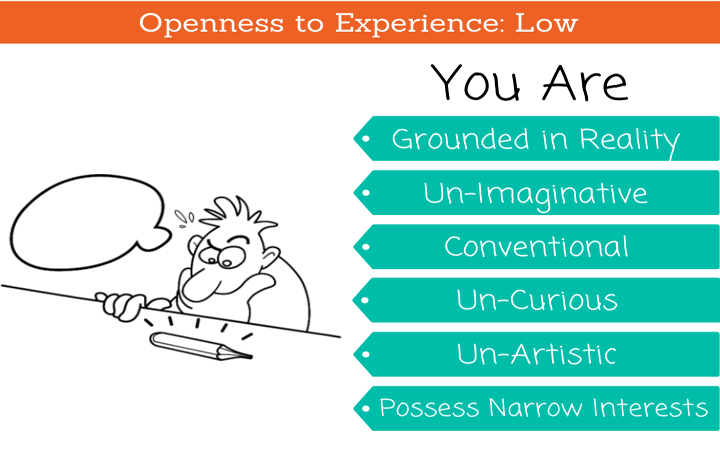 Openness to Experience: Low
You Are
Grounded in Reality
Un-Imaginative
Conventional
Un-Curious
Un-Artistic
Possess Narrow Interests